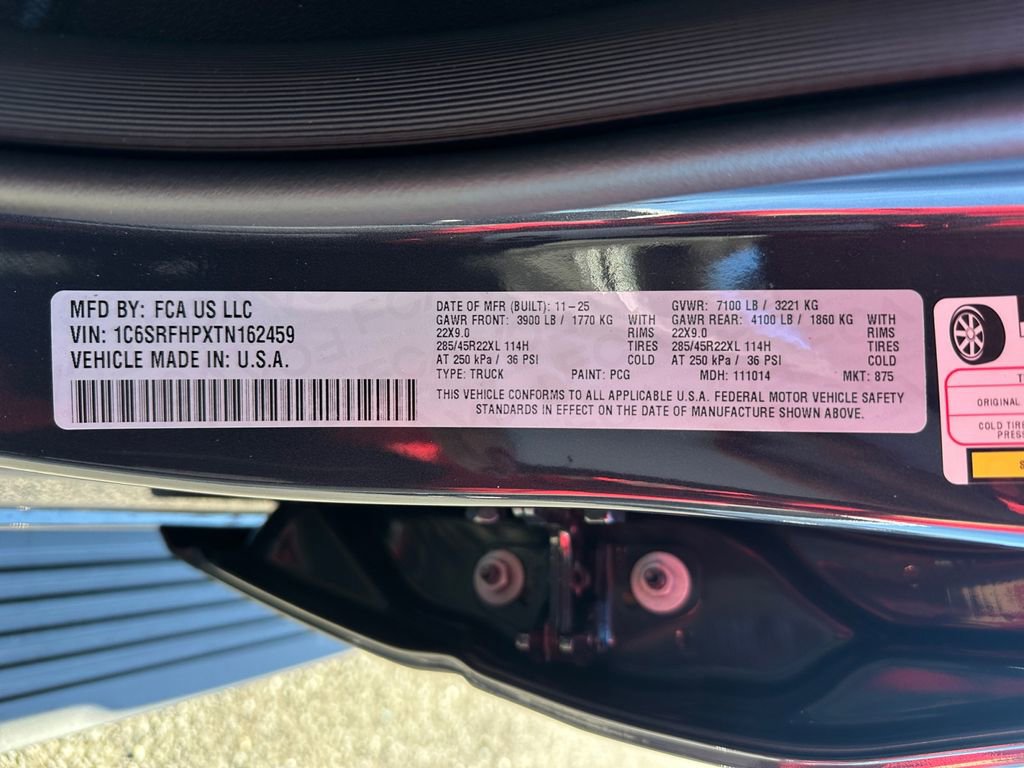 MFD BY: FCA US LLC
VIN: 1C6SRFHPXTN162459
VEHICLE MADE IN: U.S.A.
DATE OF MFR (BUILT): 11-25
GAWR FRONT: 3900 LB / 1770 KG WITH
22X9.0 RIMS
285/45R22XL 114H TIRES
AT 250 kPa / 36 PSI COLD
GVWR: 7100 LB / 3221 KG
GAWR REAR: 4100 LB / 1860 KG WITH
22X9.0 RIMS
285/45R22XL 114H TIRES
AT 250 kPa / 36 PSI COLD
TYPE: TRUCK PAINT: PCG MDH: 111014 MKT: 875
THIS VEHICLE CONFORMS TO ALL APPLICABLE U.S.A. FEDERAL MOTOR VEHICLE SAFETY
STANDARDS IN EFFECT ON THE DATE OF MANUFACTURE SHOWN ABOVE.
ORIGINAL
COLD TIRE
PRES